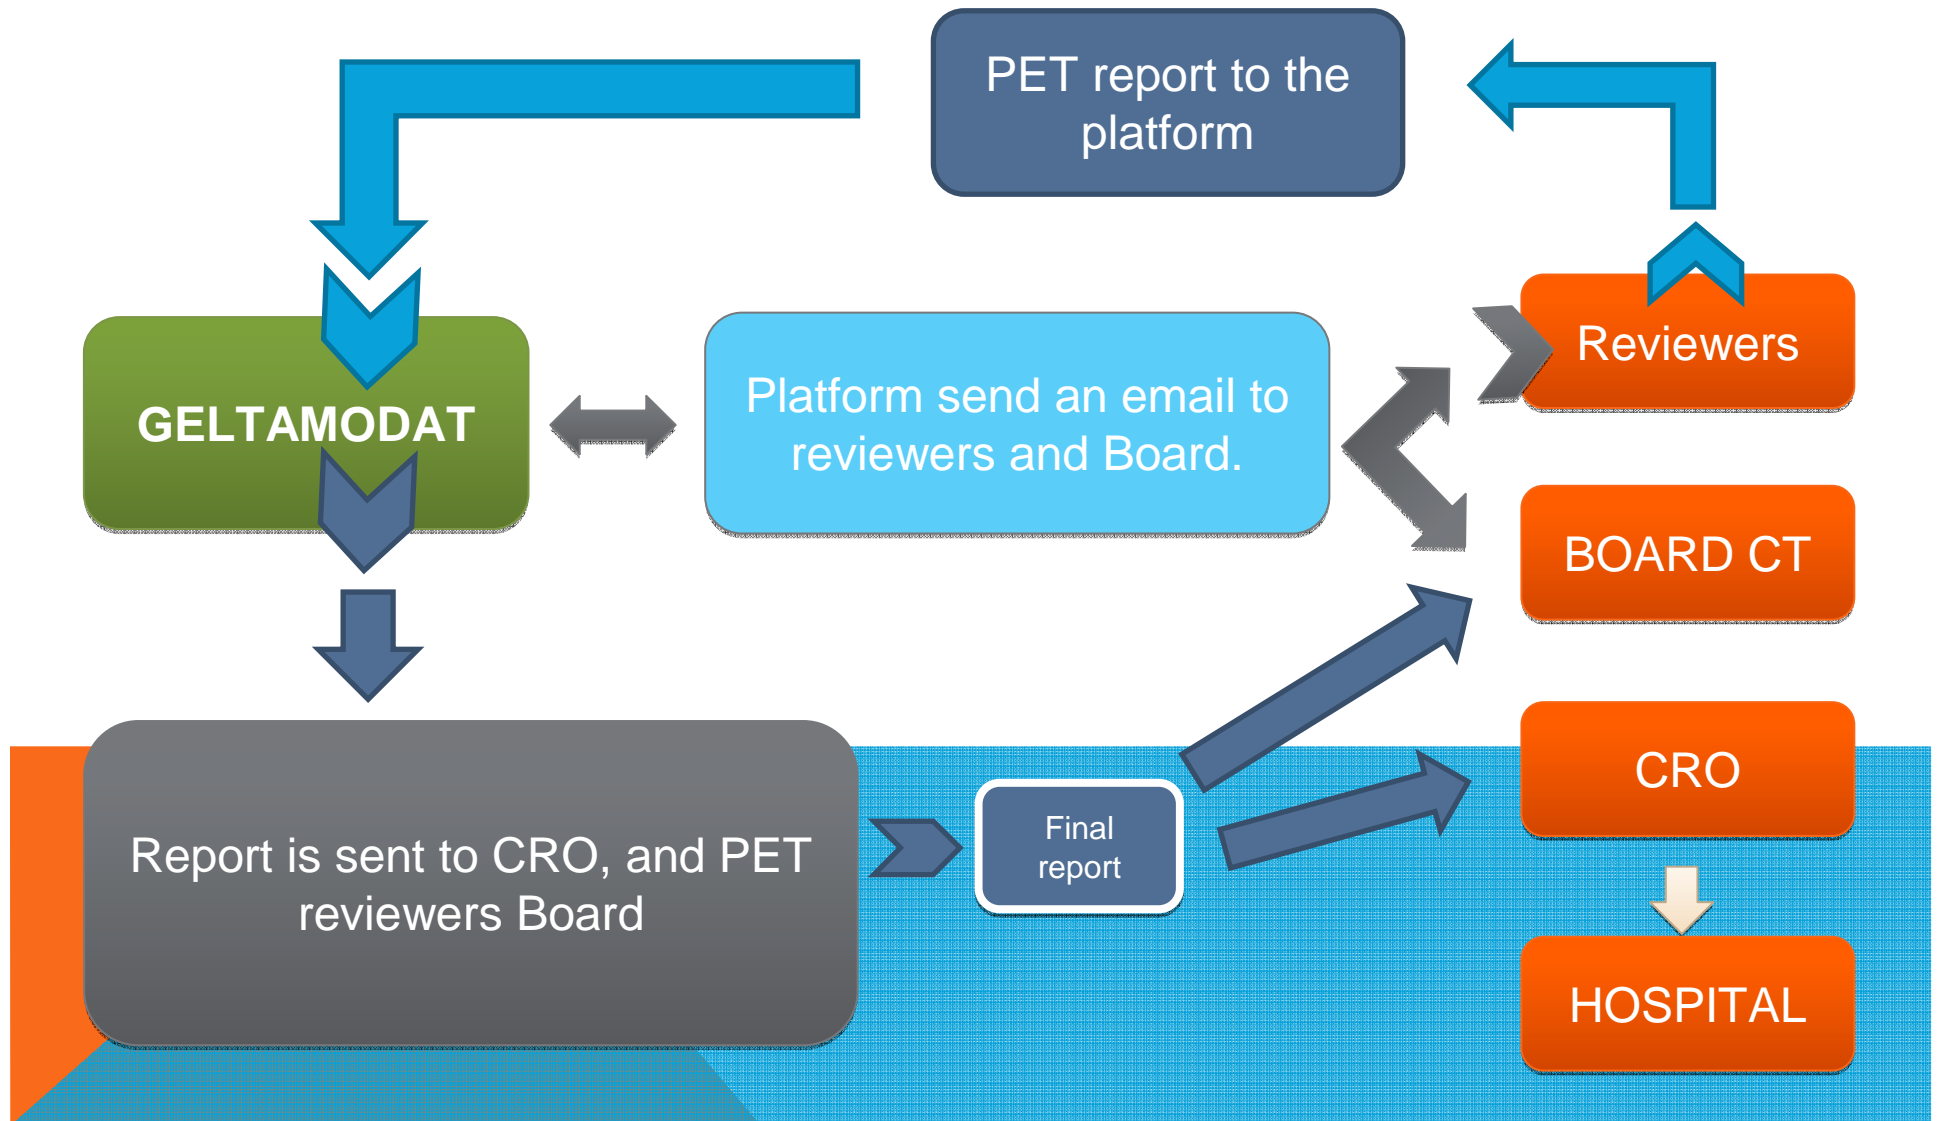 PET report to the
platform
GELTAMODAT
Platform send an email to
reviewers and Board.
Reviewers
BOARD CT
CRO
HOSPITAL
Report is sent to CRO, and PET
reviewers Board
Final
report